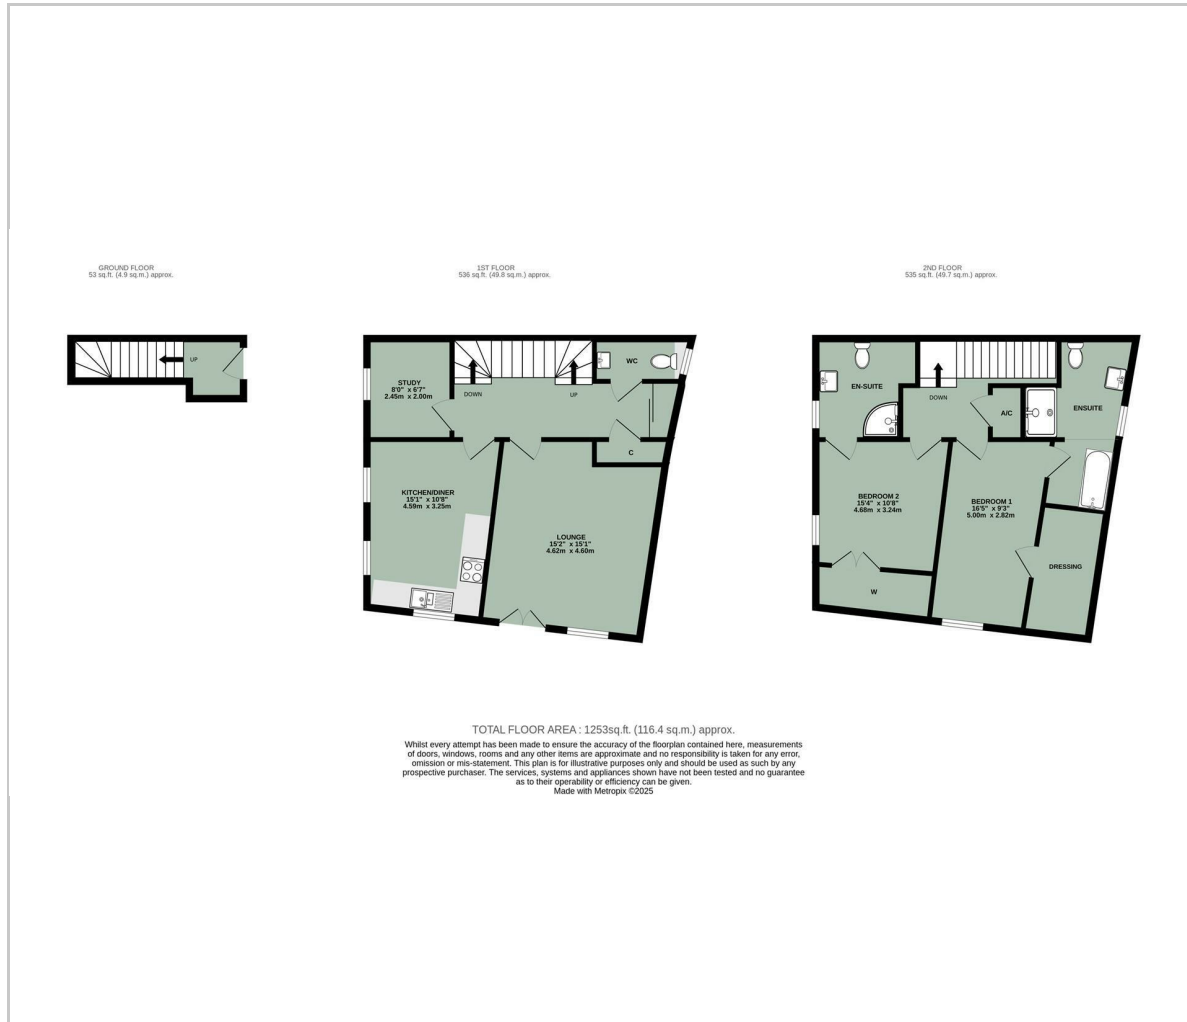 GROUND FLOOR
53 sq.ft. (4.9 sq.m.) approx.
UP
1ST FLOOR
536 sq.ft. (49.8 sq.m.) approx.
STUDY
8'0" x 6'7"
2.45m x 2.00m
DOWN
UP
WC
C
KITCHEN/DINER
15'1" x 10'8"
4.59m x 3.25m
LOUNGE
15'2" x 15'1"
4.62m x 4.60m
2ND FLOOR
535 sq.ft. (49.7 sq.m.) approx.
EN-SUITE
DOWN
A/C
ENSUITE
BEDROOM 2
15'4" x 10'8"
4.68m x 3.24m
BEDROOM 1
16'5" x 9'3"
5.00m x 2.82m
DRESSING
W
TOTAL FLOOR AREA : 1253sq.ft. (116.4 sq.m.) approx.
Whilst every attempt has been made to ensure the accuracy of the floorplan contained here, measurements
of doors, windows, rooms and any other items are approximate and no responsibility is taken for any error,
omission or mis-statement. This plan is for illustrative purposes only and should be used as such by any
prospective purchaser. The services, systems and appliances shown have not been tested and no guarantee
as to their operability or efficiency can be given.
Made with Metropix ©2025